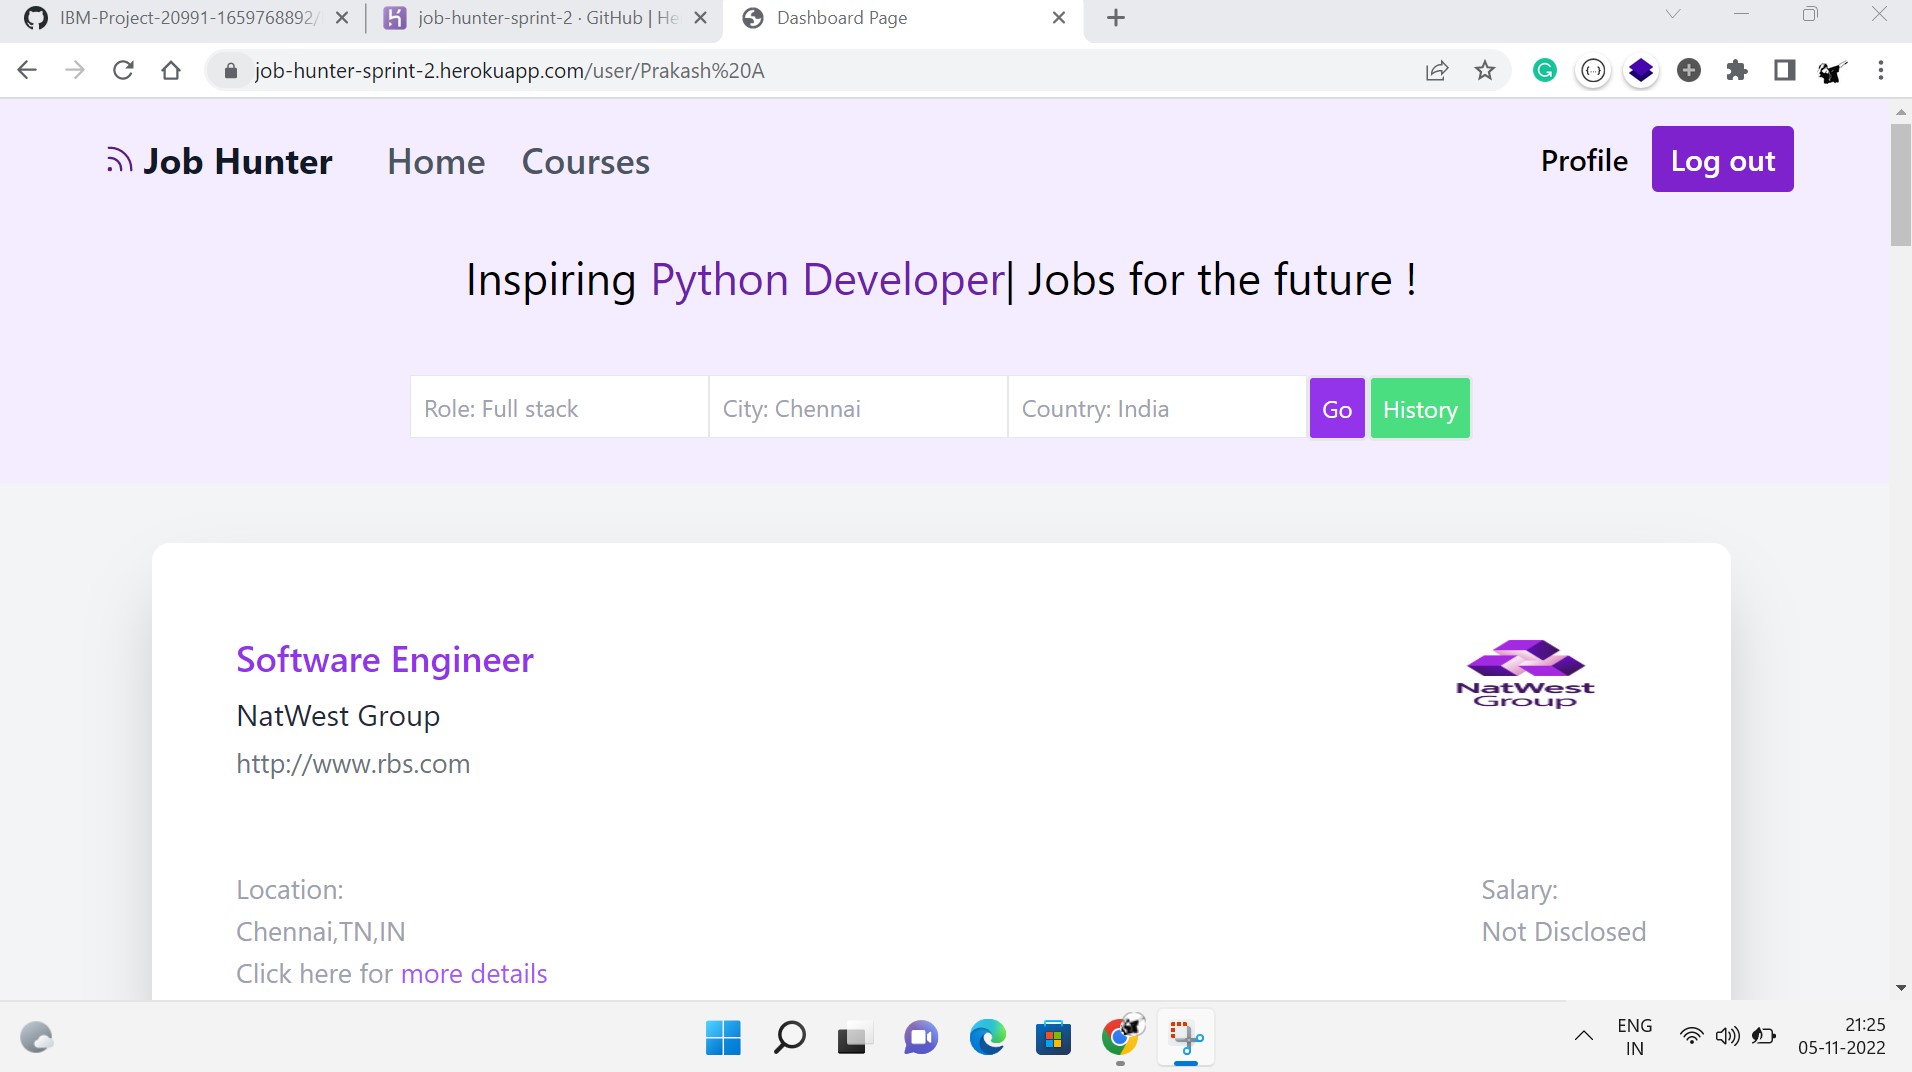 IBM-Project-20991-1659768892/
job-hunter-sprint-2 · GitHub | He
Dashboard Page
job-hunter-sprint-2.herokuapp.com/user/Prakash%20A
Job Hunter
Home
Courses
Profile
Log out
Inspiring Python Developer| Jobs for the future !
Role: Full stack
City: Chennai
Country: India
Go
History
Software Engineer
NatWest Group
http://www.rbs.com
NatWest
Group
Location:
Salary:
Chennai,TN,IN
Not Disclosed
Click here for more details
ENG
IN
21:25
05-11-2022